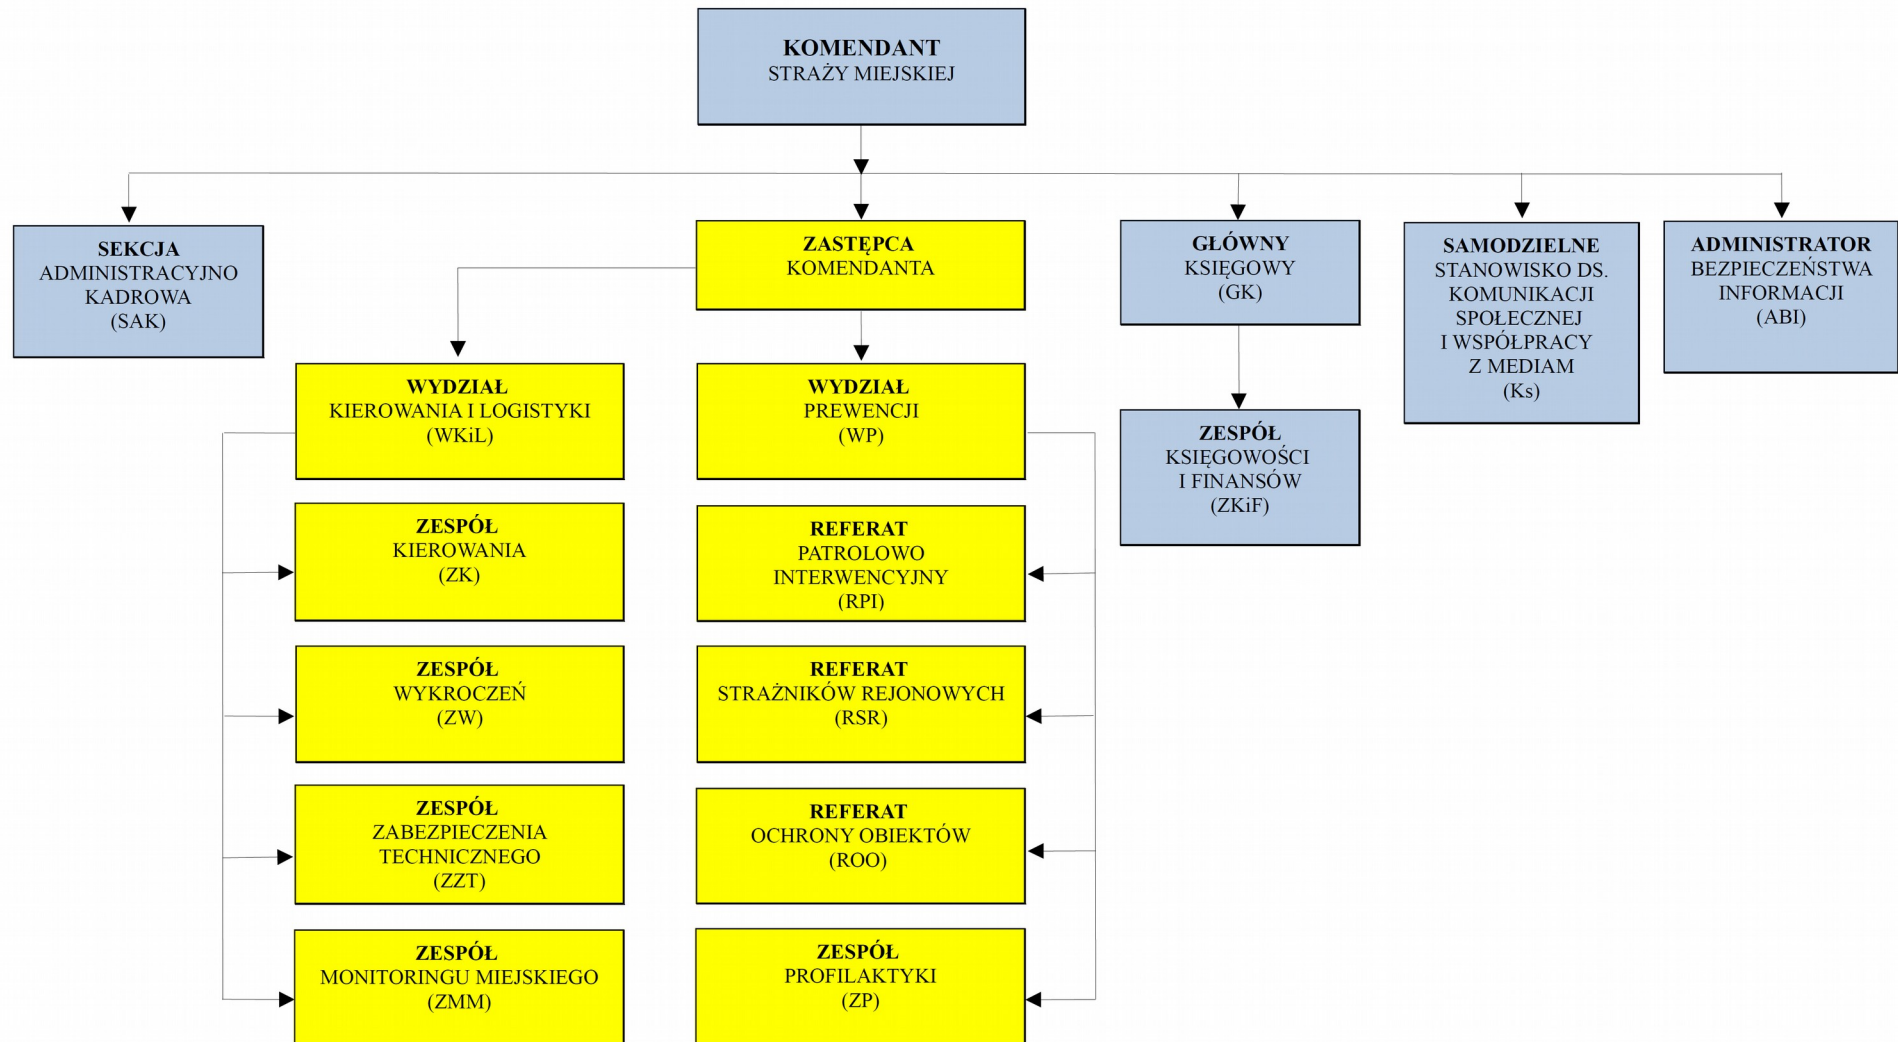 KOMENDANT
STRAŻY MIEJSKIEJ
SEKCJA
ADMINISTRACYJNO
KADROWA
(SAK)
ZASTĘPCA
KOMENDANTA
GŁÓWNY
KSIĘGOWY
(GK)
SAMODZIELNE
STANOWISKO DS.
KOMUNIKACJI
SPOŁECZNEJ
I WSPÓŁPRACY
Z MEDIAM
(Ks)
ADMINISTRATOR
BEZPIECZEŃSTWA
INFORMACJI
(ABI)
WYDZIAŁ
KIEROWANIA I LOGISTYKI
(WKiL)
WYDZIAŁ
PREWENCJI
(WP)
ZESPÓŁ
KSIĘGOWOŚCI
I FINANSÓW
(ZKiF)
ZESPÓŁ
KIEROWANIA
(ZK)
REFERAT
PATROLOWO
INTERWENCYJNY
(RPI)
ZESPÓŁ
WYKROCZEŃ
(ZW)
REFERAT
STRAŻNIKÓW REJONOWYCH
(RSR)
ZESPÓŁ
ZABEZPIECZENIA
TECHNICZNEGO
(ZZT)
REFERAT
OCHRONY OBIEKTÓW
(ROO)
ZESPÓŁ
MONITORINGU MIEJSKIEGO
(ZMM)
ZESPÓŁ
PROFILAKTYKI
(ZP)